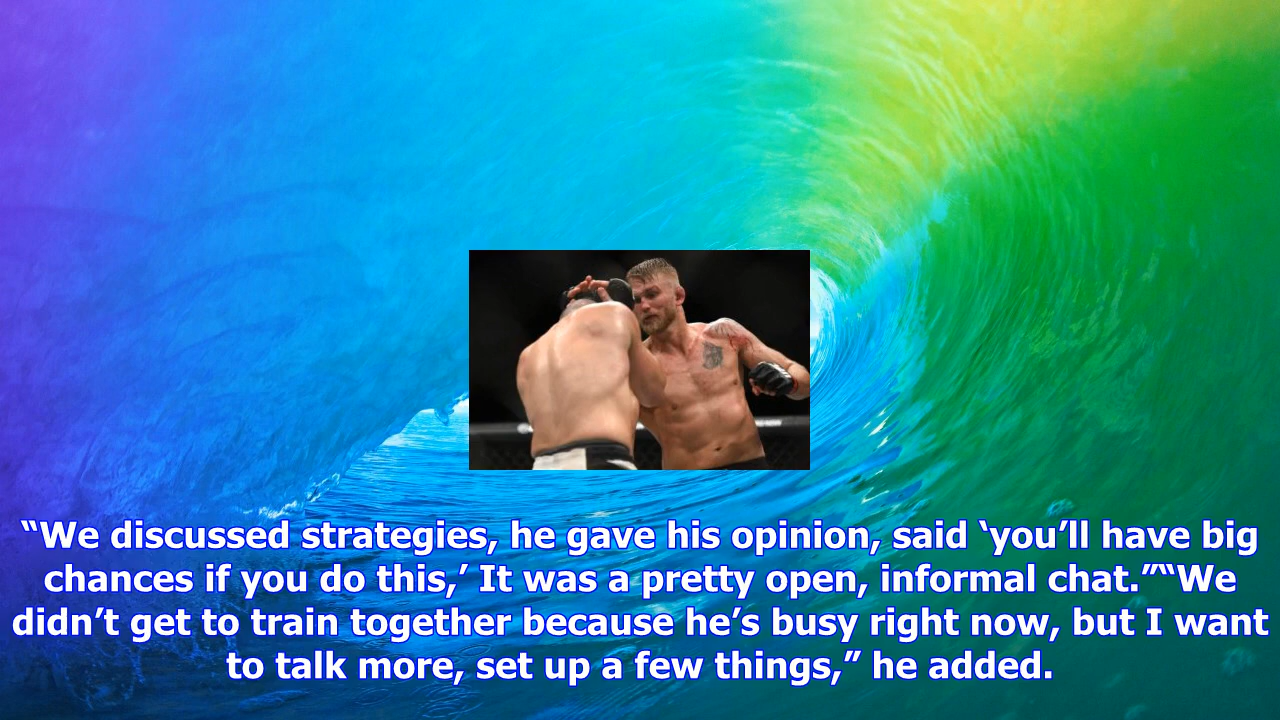 “We discussed strategies, he gave his opinion, said ‘you’ll have big
chances if you do this,’ It was a pretty open, informal chat.”“We
didn’t get to train together because he’s busy right now, but I want
to talk more, set up a few things,” he added.